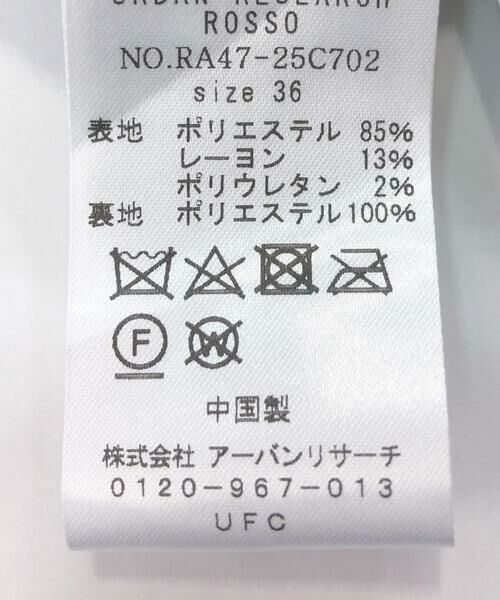 URBAN RESEARCH
ROSSO
NO.RA47-25C702
size 36
表地 ポリエステル 85%
レーヨン 13%
ポリウレタン 2%
裏地 ポリエステル100%
F W
中国製
株式会社 アーバンリサーチ
0120-967-013
UFC